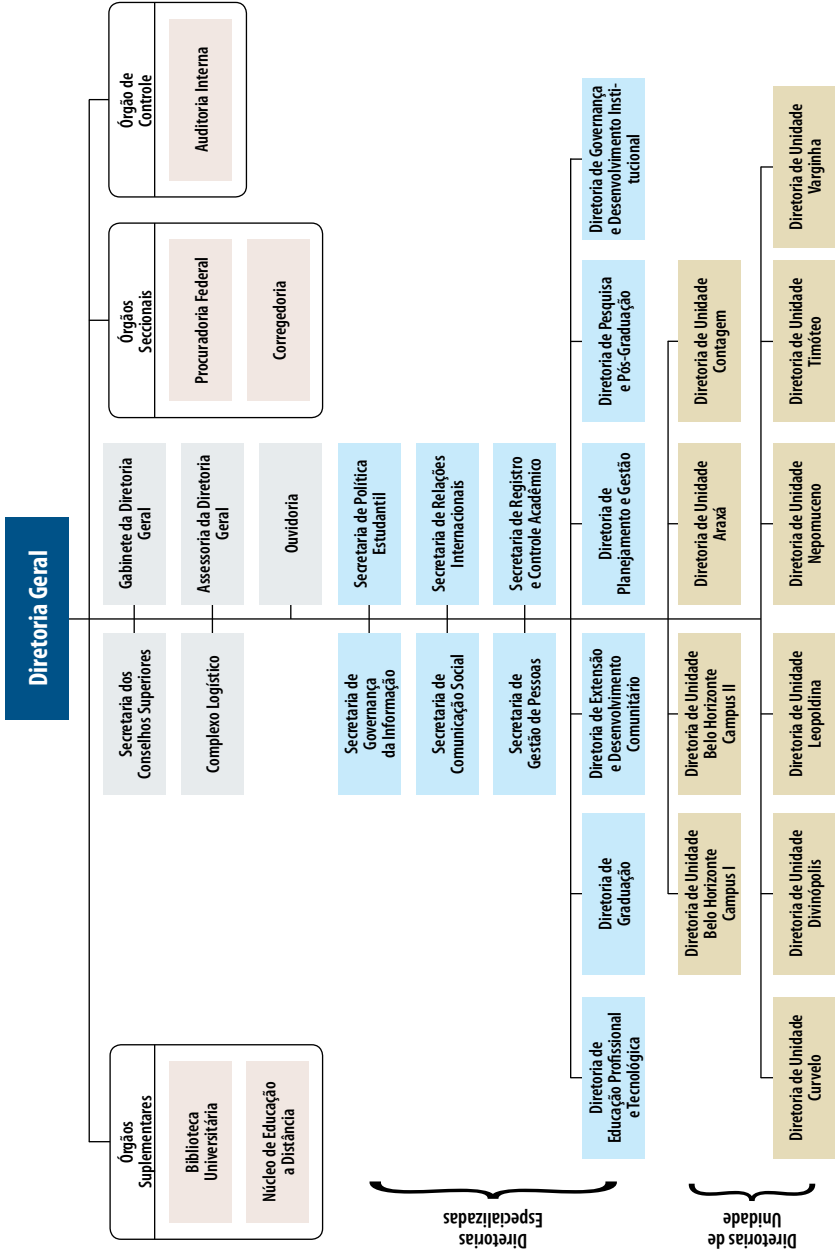 Diretoria Geral
Órgãos
Suplementares
Biblioteca
Universitária
Núcleo de Educação
a Distância
Secretaria dos
Conselhos Superiores
Gabinete da Diretoria
Geral
Complexo Logístico
Assessoria da Diretoria
Geral
Ouvidoria
Órgãos
Seccionais
Procuradoria Federal
Corregedoria
Órgão de
Controle
Auditoria Interna
Diretorias
Especializadas
Secretaria de
Governança
da Informação
Secretaria de Política
Estudantil
Secretaria de
Comunicação Social
Secretaria de Relações
Internacionais
Secretaria de
Gestão de Pessoas
Secretaria de Registro
e Controle Acadêmico
Diretoria de
Educação Profissional
e Tecnológica
Diretoria de
Graduação
Diretoria de Extensão
e Desenvolvimento
Comunitário
Diretoria de
Planejamento e Gestão
Diretoria de Pesquisa
e Pós-Graduação
Diretoria de Governança
e Desenvolvimento Insti-
tucional
Diretorias de
Unidade
Diretoria de Unidade
Belo Horizonte
Campus I
Diretoria de Unidade
Belo Horizonte
Campus II
Diretoria de Unidade
Araxá
Diretoria de Unidade
Contagem
Diretoria de Unidade
Curvelo
Diretoria de Unidade
Divinópolis
Diretoria de Unidade
Leopoldina
Diretoria de Unidade
Nepomuceno
Diretoria de Unidade
Timóteo
Diretoria de Unidade
Varginha